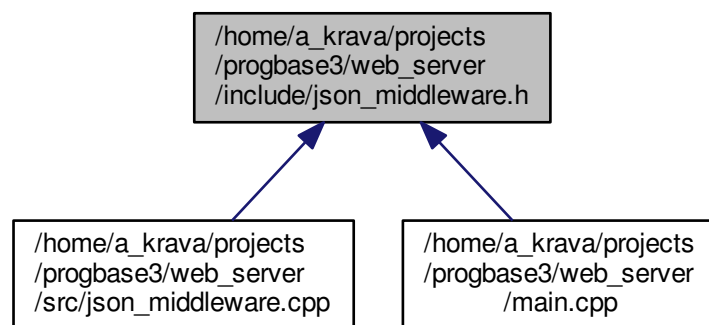 /home/a_krava/projects
/progbase3/web_server
/include/json_middleware.h
/home/a_krava/projects
/progbase3/web_server
/src/json_middleware.cpp
/home/a_krava/projects
/progbase3/web_server
/main.cpp